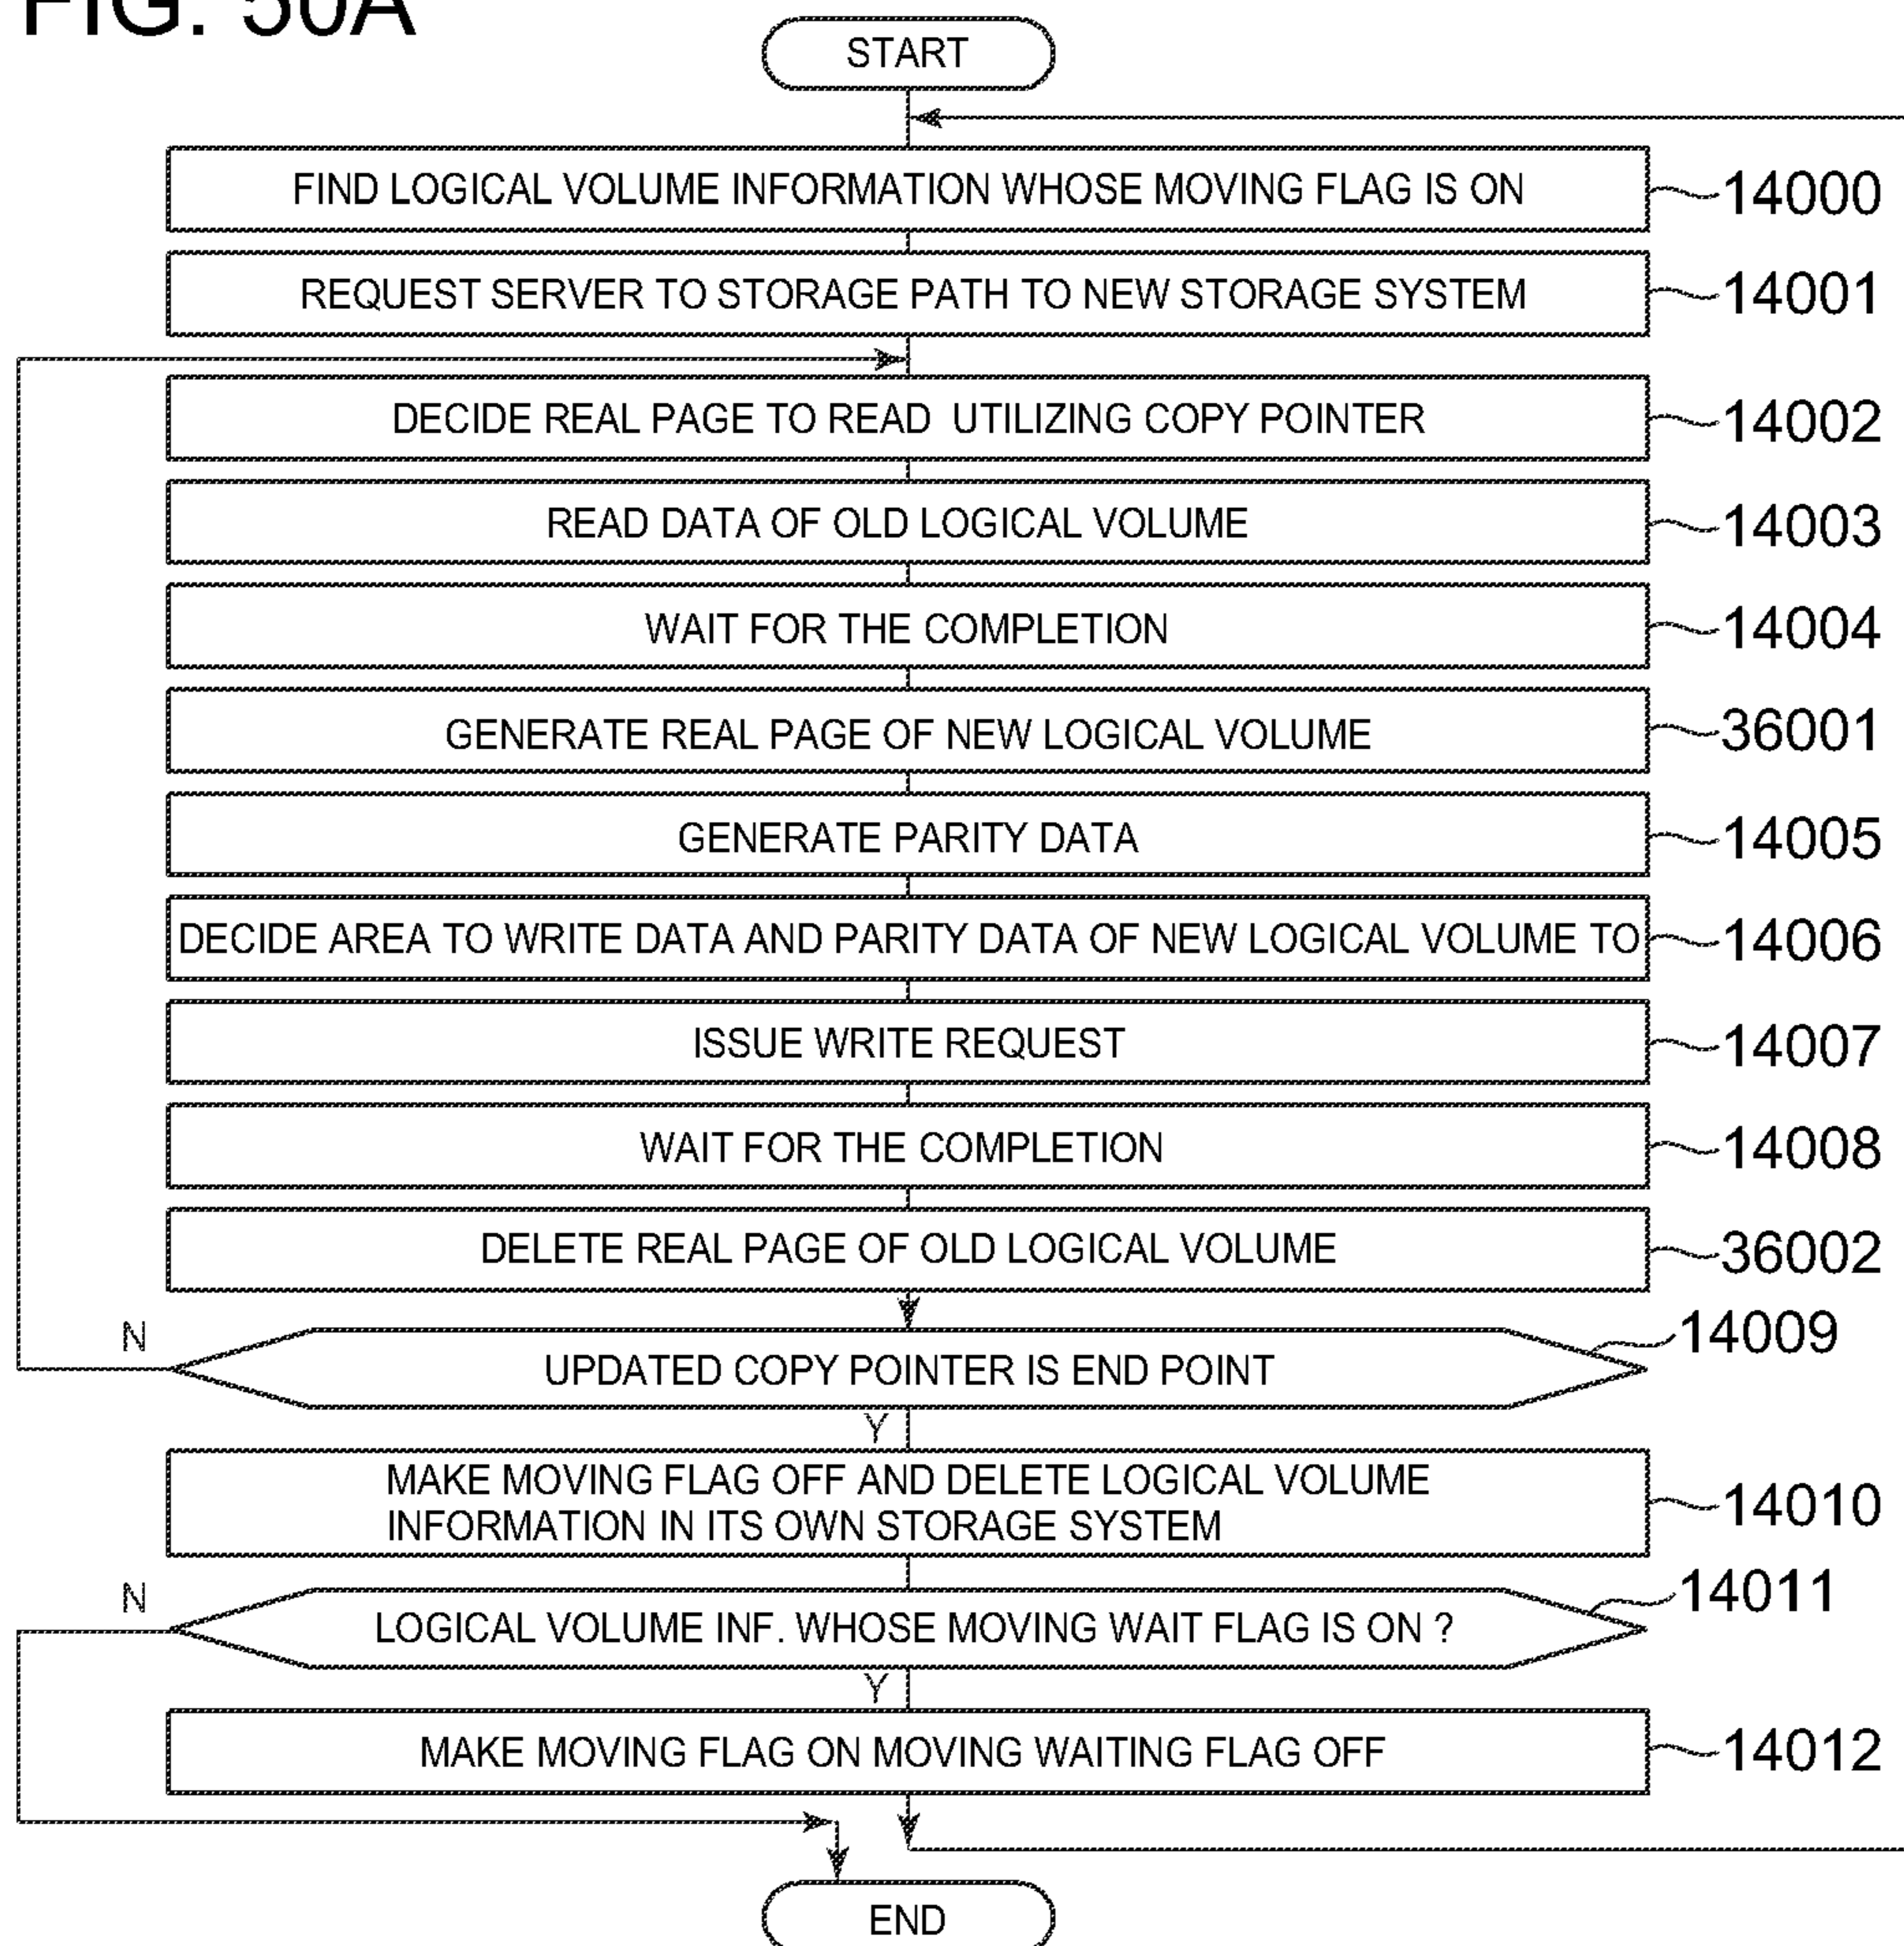 FIG. 50A
START
FIND LOGICAL VOLUME INFORMATION WHOSE MOVING FLAG IS ON
14000
REQUEST SERVER TO STORAGE PATH TO NEW STORAGE SYSTEM
14001
DECIDE REAL PAGE TO READ UTILIZING COPY POINTER
14002
READ DATA OF OLD LOGICAL VOLUME
14003
WAIT FOR THE COMPLETION
14004
GENERATE REAL PAGE OF NEW LOGICAL VOLUME
36001
GENERATE PARITY DATA
14005
DECIDE AREA TO WRITE DATA AND PARITY DATA OF NEW LOGICAL VOLUME TO
14006
ISSUE WRITE REQUEST
14007
WAIT FOR THE COMPLETION
14008
DELETE REAL PAGE OF OLD LOGICAL VOLUME
36002
N
UPDATED COPY POINTER IS END POINT
14009
Y
MAKE MOVING FLAG OFF AND DELETE LOGICAL VOLUME
INFORMATION IN ITS OWN STORAGE SYSTEM
14010
N
LOGICAL VOLUME INF. WHOSE MOVING WAIT FLAG IS ON ?
14011
Y
MAKE MOVING FLAG ON MOVING WAITING FLAG OFF
14012
END